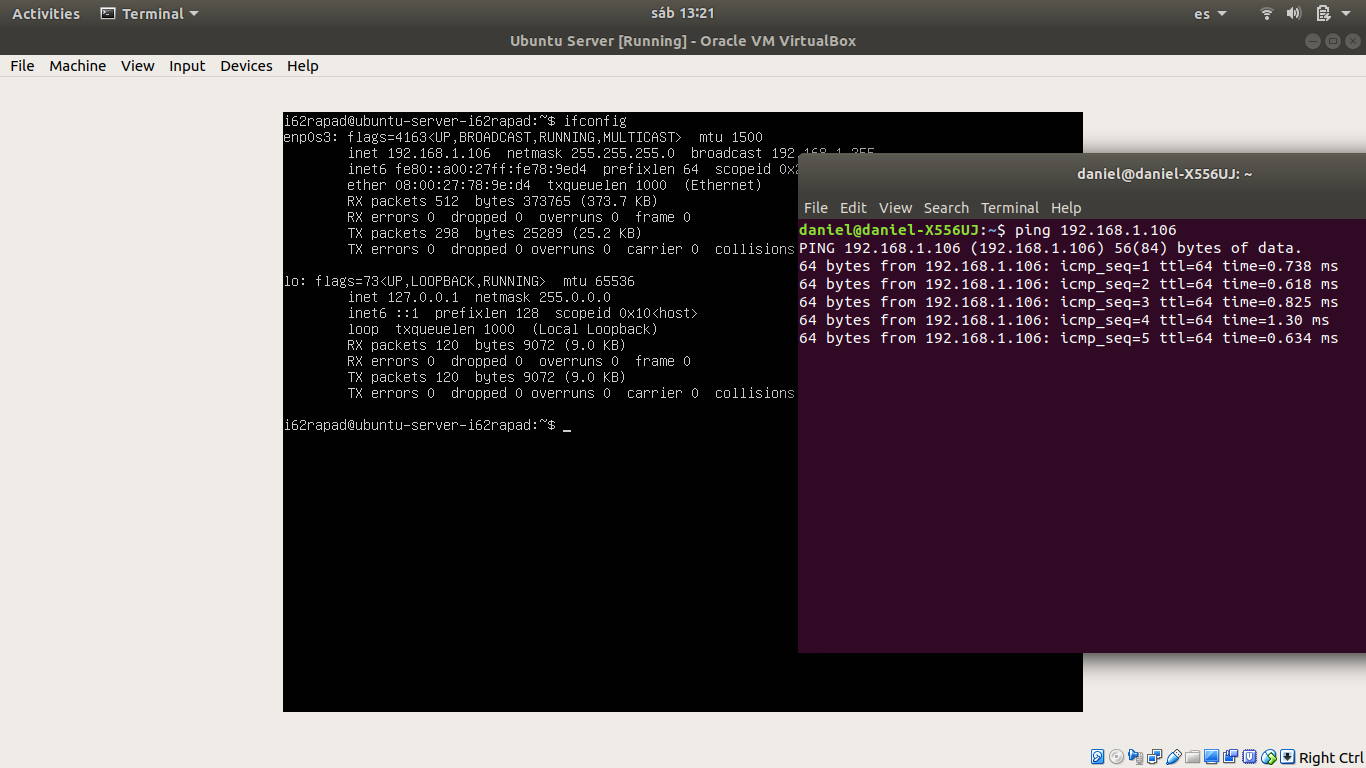 Activities Terminal sáb 13:21 es
Ubuntu Server [Running] - Oracle VM VirtualBox
File Machine View Input Devices Help
i62rapad@ubuntu-server-i62rapad:~$ ifconfig
enp0s3: flags=4163<UP,BROADCAST,RUNNING,MULTICAST>  mtu 1500
inet 192.168.1.106  netmask 255.255.255.0  broadcast 192.168.1.255
inet6 fe80::a00:27ff:fe78:9ed4  prefixlen 64  scopeid
ether 08:00:27:78:9e:d4  txqueuelen 1000  (Ethernet)
RX packets 512  bytes 373765 (373.7 KB)
RX errors 0  dropped 0  overruns 0  frame 0
TX packets 298  bytes 25289 (25.2 KB)
TX errors 0  dropped 0 overruns 0  carrier 0  collisions
lo: flags=73<UP,LOOPBACK,RUNNING>  mtu 65536
inet 127.0.0.1  netmask 255.0.0.0
inet6 ::1  prefixlen 128  scopeid 0x10<host>
loop  txqueuelen 1000  (Local Loopback)
RX packets 120  bytes 9072 (9.0 KB)
RX errors 0  dropped 0  overruns 0  frame 0
TX packets 120  bytes 9072 (9.0 KB)
TX errors 0  dropped 0 overruns 0  carrier 0  collisions
i62rapad@ubuntu-server-i62rapad:~$ _
daniel@daniel-X556UJ: ~
File Edit View Search Terminal Help
daniel@daniel-X556UJ:~$ ping 192.168.1.106
PING 192.168.1.106 (192.168.1.106) 56(84) bytes of data.
64 bytes from 192.168.1.106: icmp_seq=1 ttl=64 time=0.738 ms
64 bytes from 192.168.1.106: icmp_seq=2 ttl=64 time=0.618 ms
64 bytes from 192.168.1.106: icmp_seq=3 ttl=64 time=0.825 ms
64 bytes from 192.168.1.106: icmp_seq=4 ttl=64 time=1.30 ms
64 bytes from 192.168.1.106: icmp_seq=5 ttl=64 time=0.634 ms
Right Ctrl